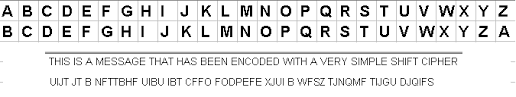 A B C D E F G H I J K L M N O P Q R S T U V W X Y Z
B C D E F G H I J K L M N O P Q R S T U V W X Y Z A
THIS IS A MESSAGE THAT HAS BEEN ENCODED WITH A VERY SIMPLE SHIFT CIPHER
UIJT JT B NFTTBHF UIBU IBT CFFO FODPEFE XJUI B WFSZ TJNQMF TIJGU DJQIFS